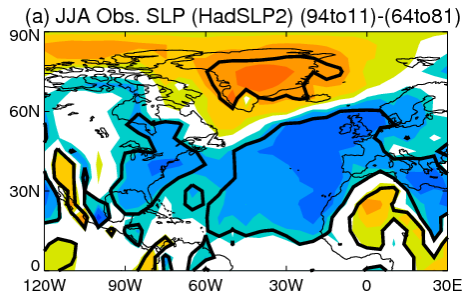 (a) JJA Obs. SLP (HadSLP2) (94to11)-(64to81)
90N
60N
30N
0
120W 90W 60W 30W 0 30E